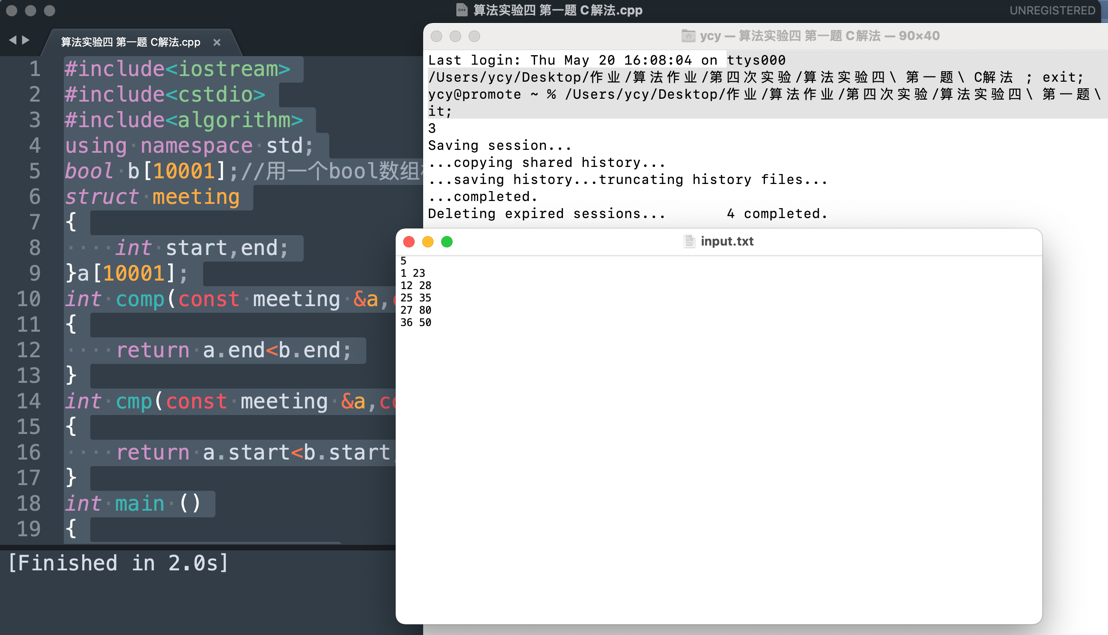 算法实验四 第一题 C解法.cpp
UNREGISTERED
算法实验四 第一题 C解法.cpp ×
1 #include<iostream>
2 #include<cstdio>
3 #include<algorithm>
4 using namespace std;
5 bool b[10001];//用一个bool数组
6 struct meeting
7 {
8 int start,end;
9 }a[10001];
10 int comp(const meeting &a,
11 {
12 return a.end<b.end;
13 }
14 int cmp(const meeting &a,co
15 {
16 return a.start<b.start
17 }
18 int main ()
19 {
[Finished in 2.0s]
ycy — 算法实验四 第一题 C解法 — 90×40
Last login: Thu May 20 16:08:04 on ttys000
/Users/ycy/Desktop/作业/算法作业/第四次实验/算法实验四\ 第一题\ C解法 ; exit;
ycy@promote ~ % /Users/ycy/Desktop/作业/算法作业/第四次实验/算法实验四\ 第一题\
it;
3
Saving session...
...copying shared history...
...saving history...truncating history files...
...completed.
Deleting expired sessions... 4 completed.
input.txt
5
1 23
12 28
25 35
27 80
36 50